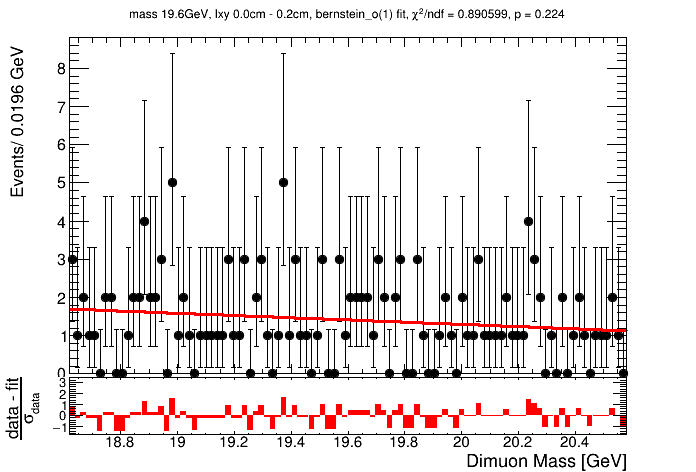 mass 19.6GeV, lxy 0.0cm - 0.2cm, bernstein_o(1) fit, χ²/ndf = 0.890599, p = 0.224
Events/ 0.0196 GeV
8
7
6
5
4
3
2
1
0
data - fit
σdata
3
2
1
0
−1
18.8 19 19.2 19.4 19.6 19.8 20 20.2 20.4
Dimuon Mass [GeV]